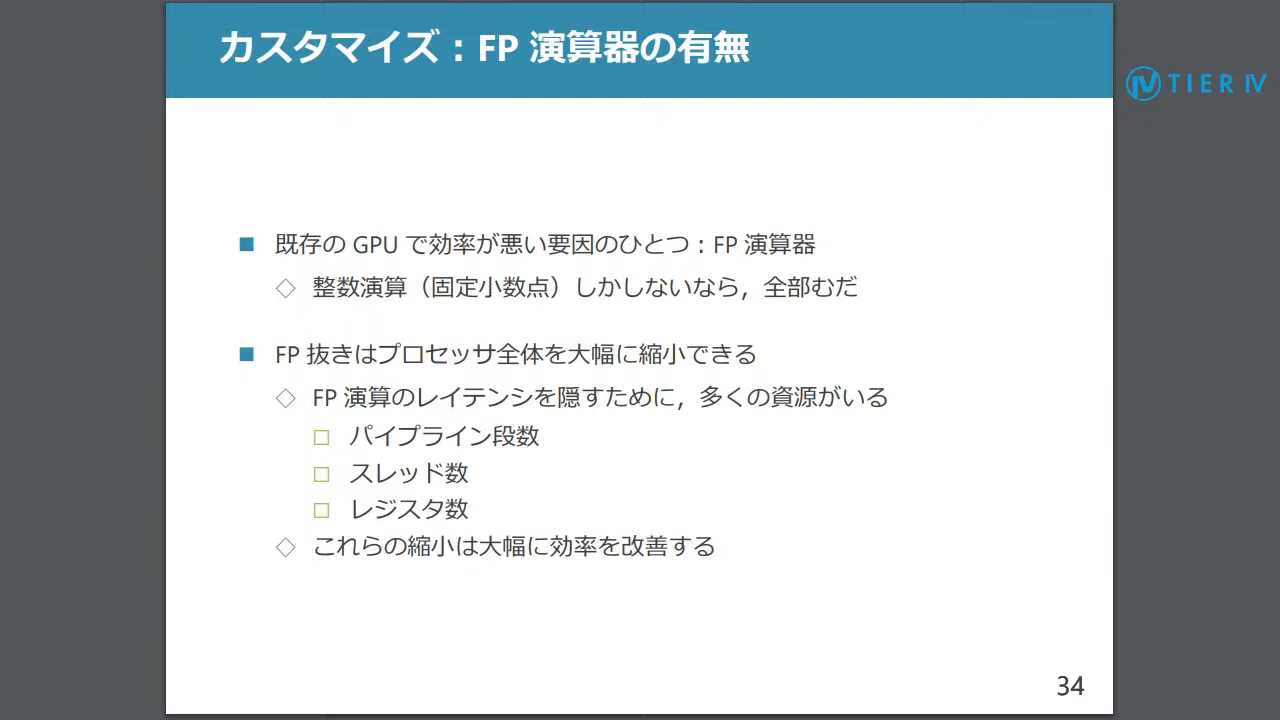 カスタマイズ：FP 演算器の有無
TIER IV
■ 既存の GPU で効率が悪い要因のひとつ：FP 演算器
◇ 整数演算（固定小数点）しかしないなら，全部むだ
■ FP 抜きはプロセッサ全体を大幅に縮小できる
◇ FP 演算のレイテンシを隠すために，多くの資源がいる
□ パイプライン段数
□ スレッド数
□ レジスタ数
◇ これらの縮小は大幅に効率を改善する
34